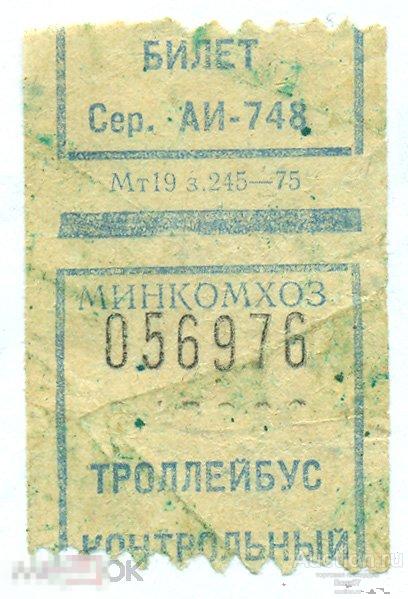 БИЛЕТ
Сер. АИ-748
Мт19 з.245—75
МИНКОМХОЗ
056976
ТРОЛЛЕЙБУС
КОНТРОЛЬНЫЙ